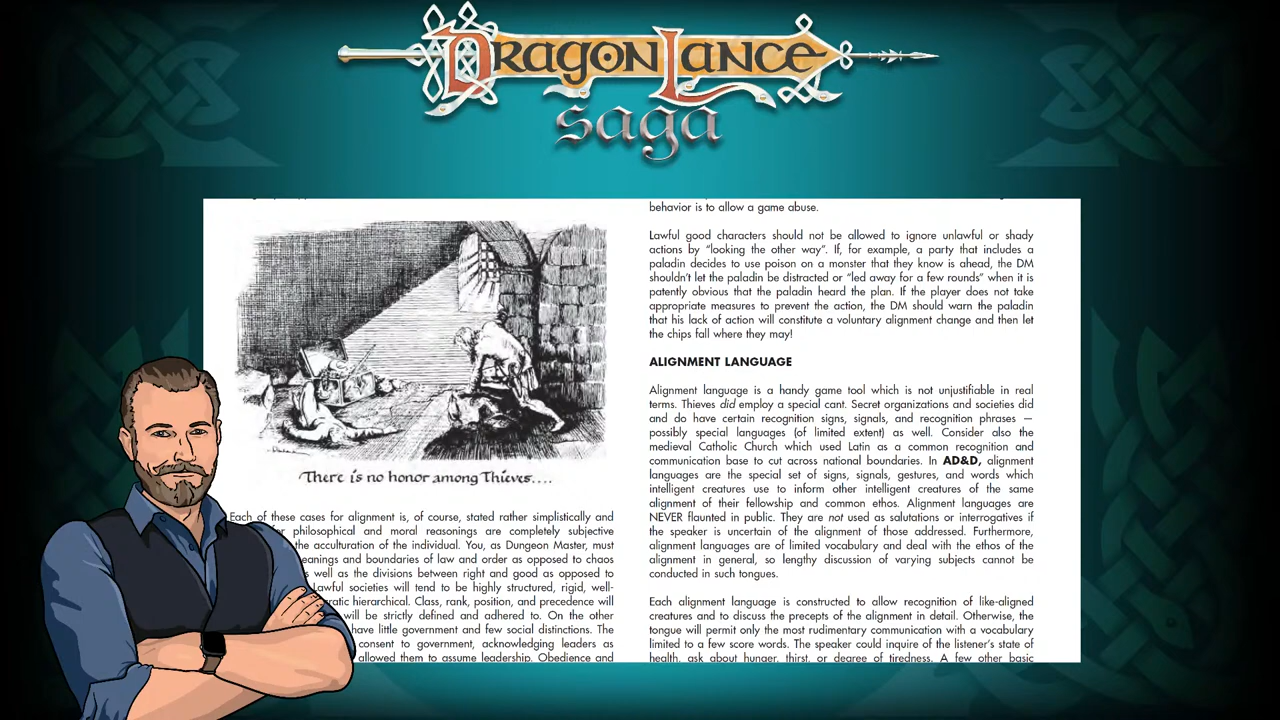 DRAGONLANCE
saga
There is no honor among Thieves....
Each of these cases for alignment is, of course, stated rather simplistically and
philosophical and moral reasonings are completely subjective
the acculturation of the individual. You, as Dungeon Master, must
eanings and boundaries of law and order as opposed to chaos
well as the divisions between right and good as opposed to
Lawful societies will tend to be highly structured, rigid, well-
ratic hierarchical. Class, rank, position, and precedence will
will be strictly defined and adhered to. On the other
have little government and few social distinctions. The
consent to government, acknowledging leaders as
allowed them to assume leadership. Obedience and
behavior is to allow a game abuse.
Lawful good characters should not be allowed to ignore unlawful or shady
actions by “looking the other way”. If, for example, a party that includes a
paladin decides to use poison on a monster that they know is ahead, the DM
shouldn’t let the paladin be distracted or “led away for a few rounds” when it is
patently obvious that the paladin heard the plan. If the player does not take
appropriate measures to prevent the action, the DM should warn the paladin
that his lack of action will constitute a voluntary alignment change and then let
the chips fall where they may!
ALIGNMENT LANGUAGE
Alignment language is a handy game tool which is not unjustifiable in real
terms. Thieves did employ a special cant. Secret organizations and societies did
and do have certain recognition signs, signals, and recognition phrases —
possibly special languages (of limited extent) as well. Consider also the
medieval Catholic Church which used Latin as a common recognition and
communication base to cut across national boundaries. In AD&D, alignment
languages are the special set of signs, signals, gestures, and words which
intelligent creatures use to inform other intelligent creatures of the same
alignment of their fellowship and common ethos. Alignment languages are
NEVER flaunted in public. They are not used as salutations or interrogatives if
the speaker is uncertain of the alignment of those addressed. Furthermore,
alignment languages are of limited vocabulary and deal with the ethos of the
alignment in general, so lengthy discussion of varying subjects cannot be
conducted in such tongues.
Each alignment language is constructed to allow recognition of like-aligned
creatures and to discuss the precepts of the alignment in detail. Otherwise, the
tongue will permit only the most rudimentary communication with a vocabulary
limited to a few score words. The speaker could inquire of the listener’s state of
health, ask about hunger, thirst, or degree of tiredness. A few other basic